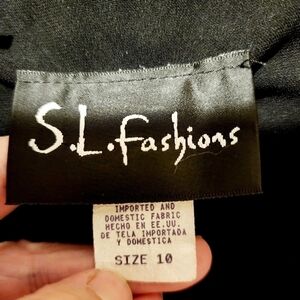 S.L.fashions
IMPORTED AND
DOMESTIC FABRIC
HECHO EN EE.UU.
DE TELA IMPORTADA
Y DOMESTICA
SIZE 10